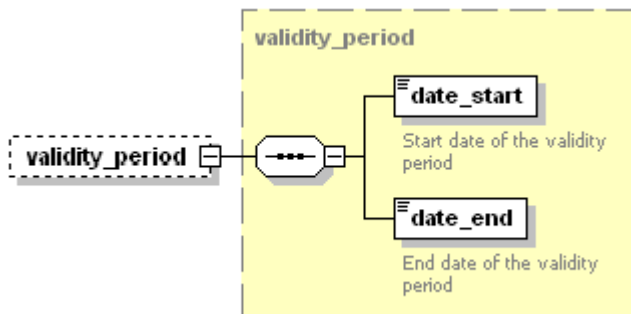 validity_period
validity_period
date_start
Start date of the validity
period
date_end
End date of the validity
period